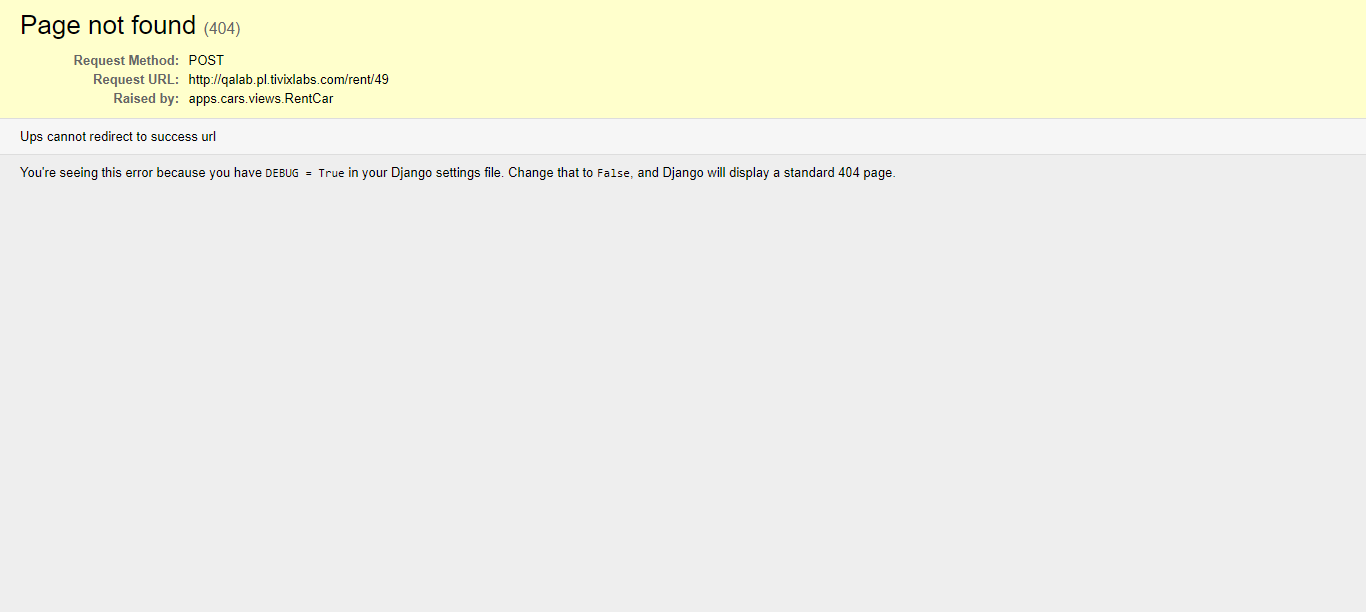 Page not found (404)
Request Method: POST
Request URL: http://qalab.pl.tivixlabs.com/rent/49
Raised by: apps.cars.views.RentCar
Ups cannot redirect to success url
You're seeing this error because you have DEBUG = True in your Django settings file. Change that to False, and Django will display a standard 404 page.